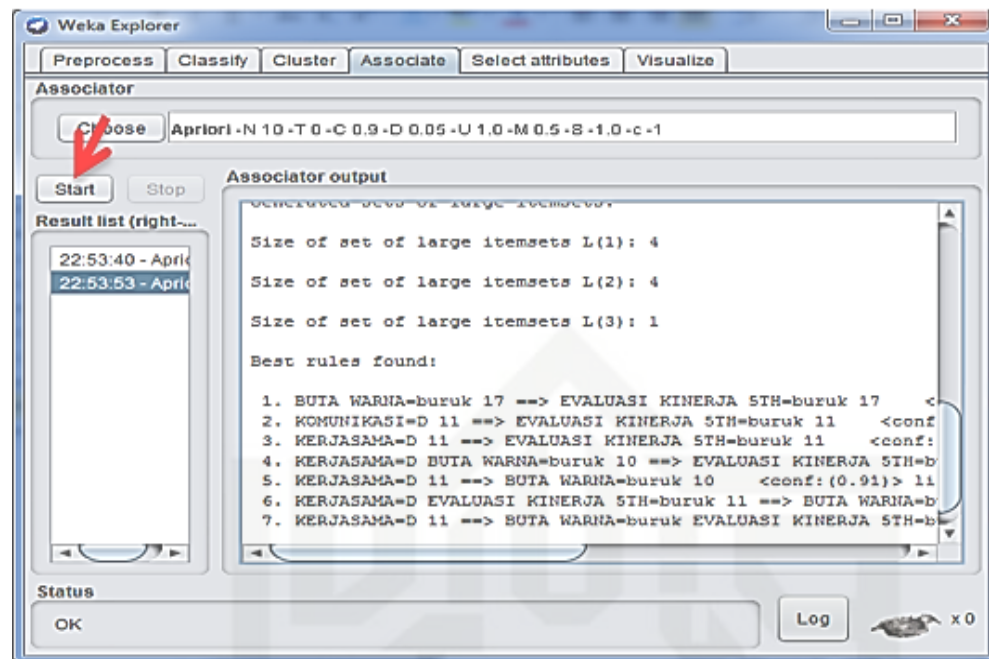 Weka Explorer
Preprocess Classify Cluster Associate Select attributes Visualize
Associator
Choose Apriori -N 10 -T 0 -C 0.9 -D 0.05 -U 1.0 -M 0.5 -S -1.0 -c -1
Start Stop
Associator output
Result list (right-...
22:53:40 - Aprio
22:53:53 - Aprio
Generated sets of large itemsets:
Size of set of large itemsets L(1): 4
Size of set of large itemsets L(2): 4
Size of set of large itemsets L(3): 1
Best rules found:
1. BUTA WARNA=buruk 17 ==> EVALUASI KINERJA 5TH=buruk 17 <
2. KOMUNIKASI=D 11 ==> EVALUASI KINERJA 5TH=buruk 11 <conf
3. KERJASAMA=D 11 ==> EVALUASI KINERJA 5TH=buruk 11 <conf:
4. KERJASAMA=D BUTA WARNA=buruk 10 ==> EVALUASI KINERJA 5TH=b
5. KERJASAMA=D 11 ==> BUTA WARNA=buruk 10 <conf:(0.91)> li
6. KERJASAMA=D EVALUASI KINERJA 5TH=buruk 11 ==> BUTA WARNA=b
7. KERJASAMA=D 11 ==> BUTA WARNA=buruk EVALUASI KINERJA 5TH=b
Status
OK
Log
x 0